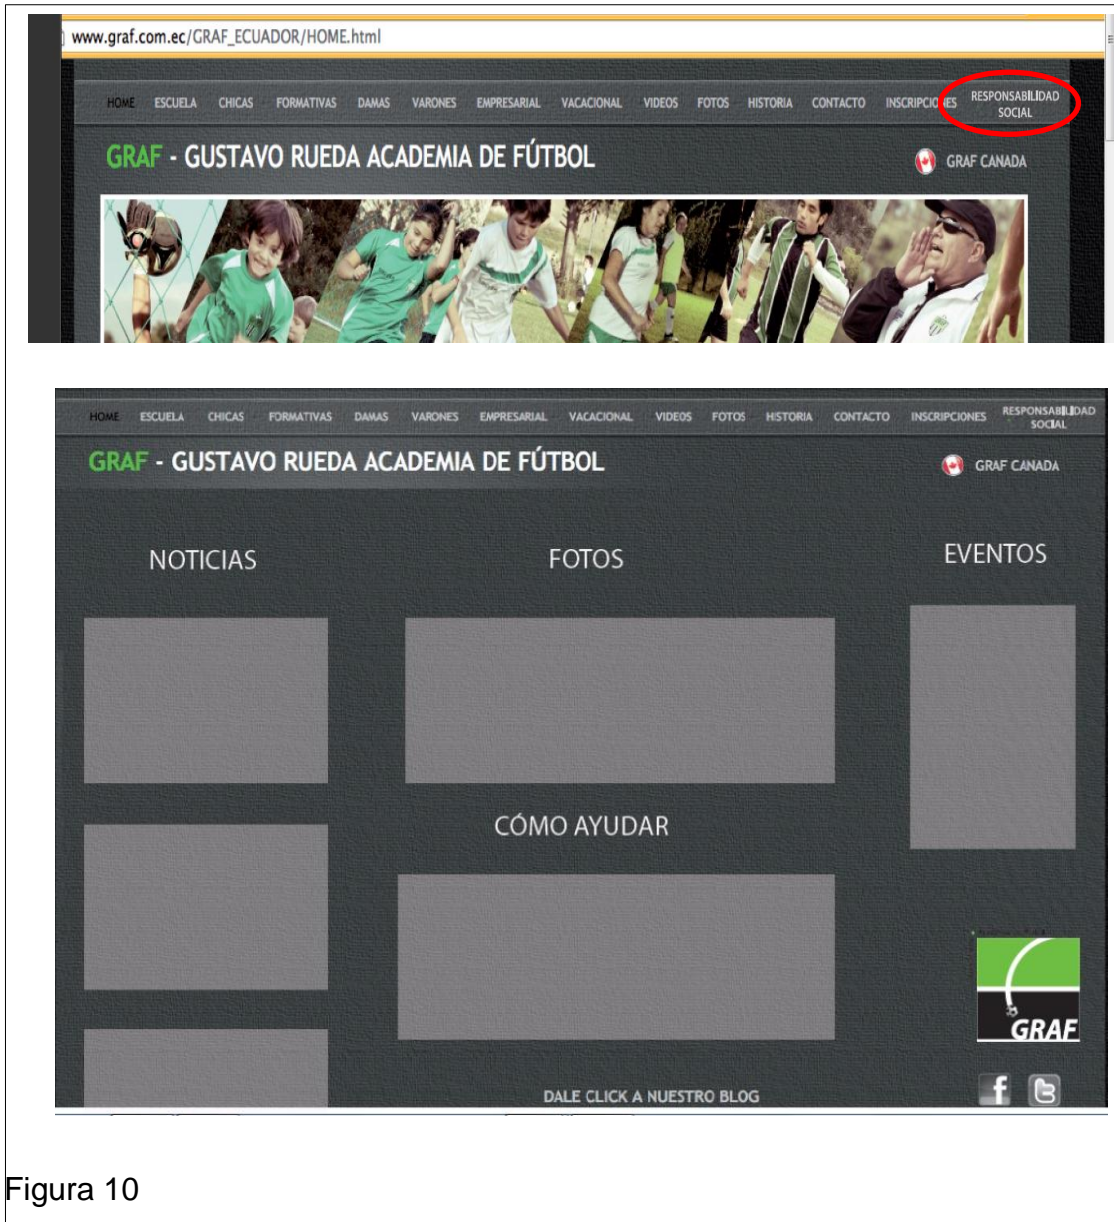 www.graf.com.ec/GRAF_ECUADOR/HOME.html
HOME ESCUELA CHICAS FORMATIVAS DAMAS VARONES EMPRESARIAL VACACIONAL VIDEOS FOTOS HISTORIA CONTACTO INSCRIPCIONES RESPONSABILIDAD
SOCIAL
GRAF - GUSTAVO RUEDA ACADEMIA DE FÚTBOL
GRAF CANADA
HOME ESCUELA CHICAS FORMATIVAS DAMAS VARONES EMPRESARIAL VACACIONAL VIDEOS FOTOS HISTORIA CONTACTO INSCRIPCIONES RESPONSABILIDAD
SOCIAL
GRAF - GUSTAVO RUEDA ACADEMIA DE FÚTBOL
GRAF CANADA
NOTICIAS
FOTOS
EVENTOS
CÓMO AYUDAR
GRAF
DALE CLICK A NUESTRO BLOG
Figura 10